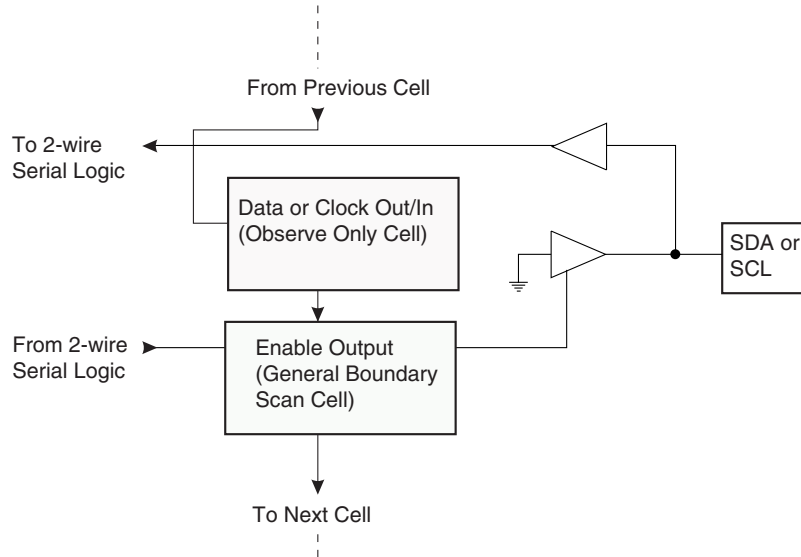 From Previous Cell
To 2-wire
Serial Logic
Data or Clock Out/In
(Observe Only Cell)
SDA or
SCL
From 2-wire
Serial Logic
Enable Output
(General Boundary
Scan Cell)
To Next Cell